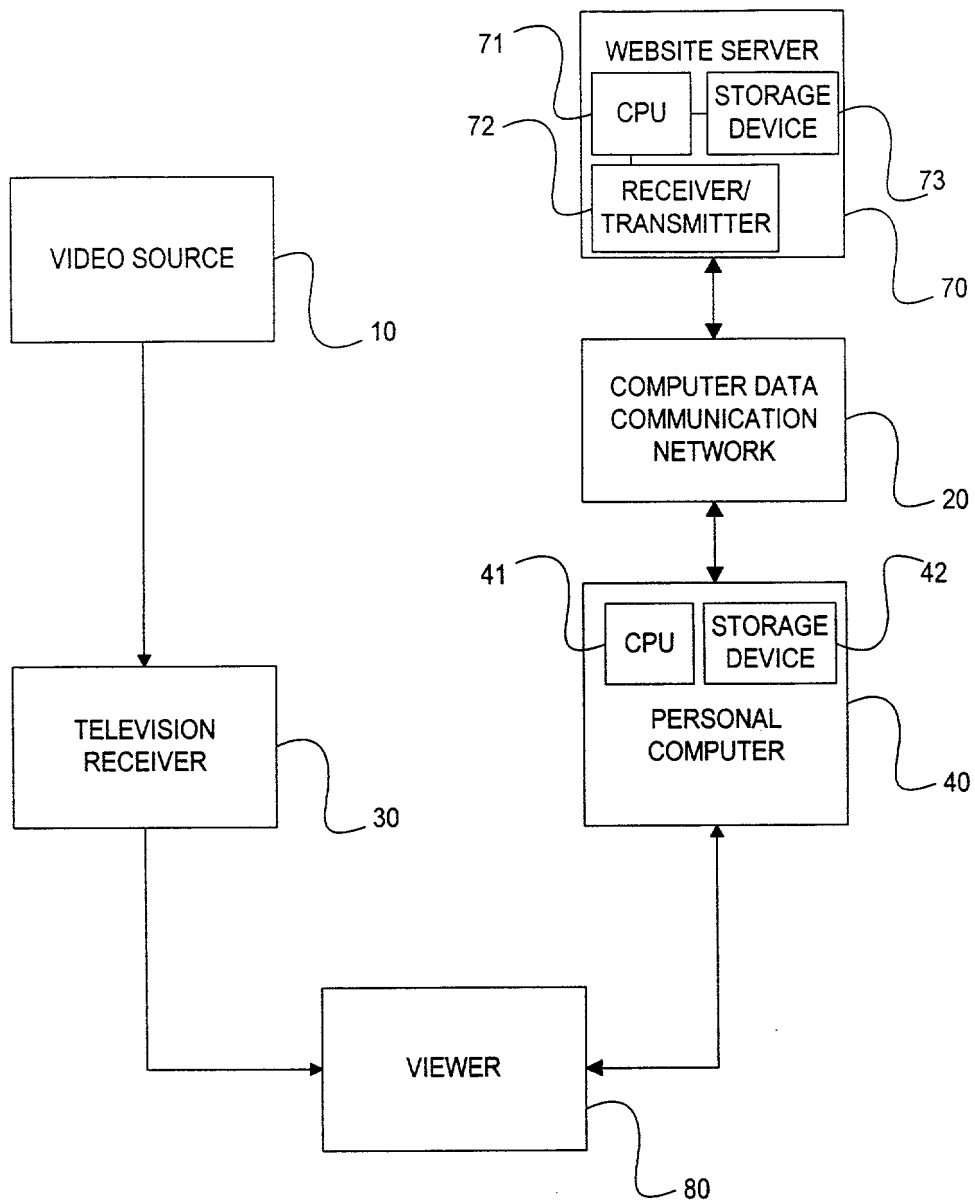 71
WEBSITE SERVER
CPU
STORAGE
DEVICE
72
RECEIVER/
TRANSMITTER
73
70
VIDEO SOURCE
10
COMPUTER DATA
COMMUNICATION
NETWORK
20
41
42
CPU
STORAGE
DEVICE
PERSONAL
COMPUTER
40
TELEVISION
RECEIVER
30
VIEWER
80